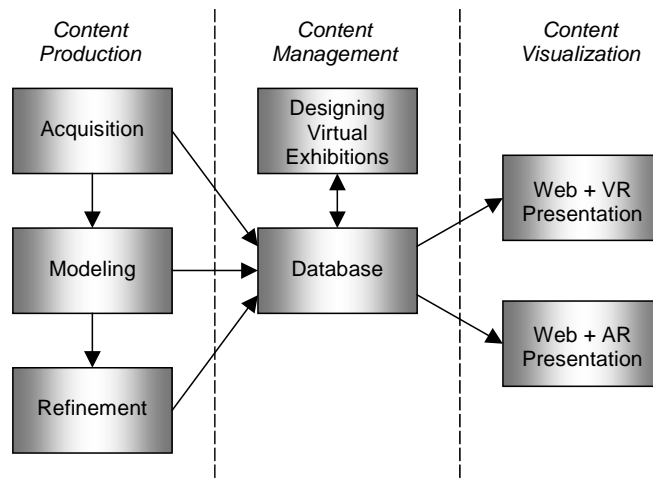 Content
Production
Content
Management
Content
Visualization
Acquisition
Designing
Virtual
Exhibitions
Web + VR
Presentation
Modeling
Database
Web + AR
Presentation
Refinement